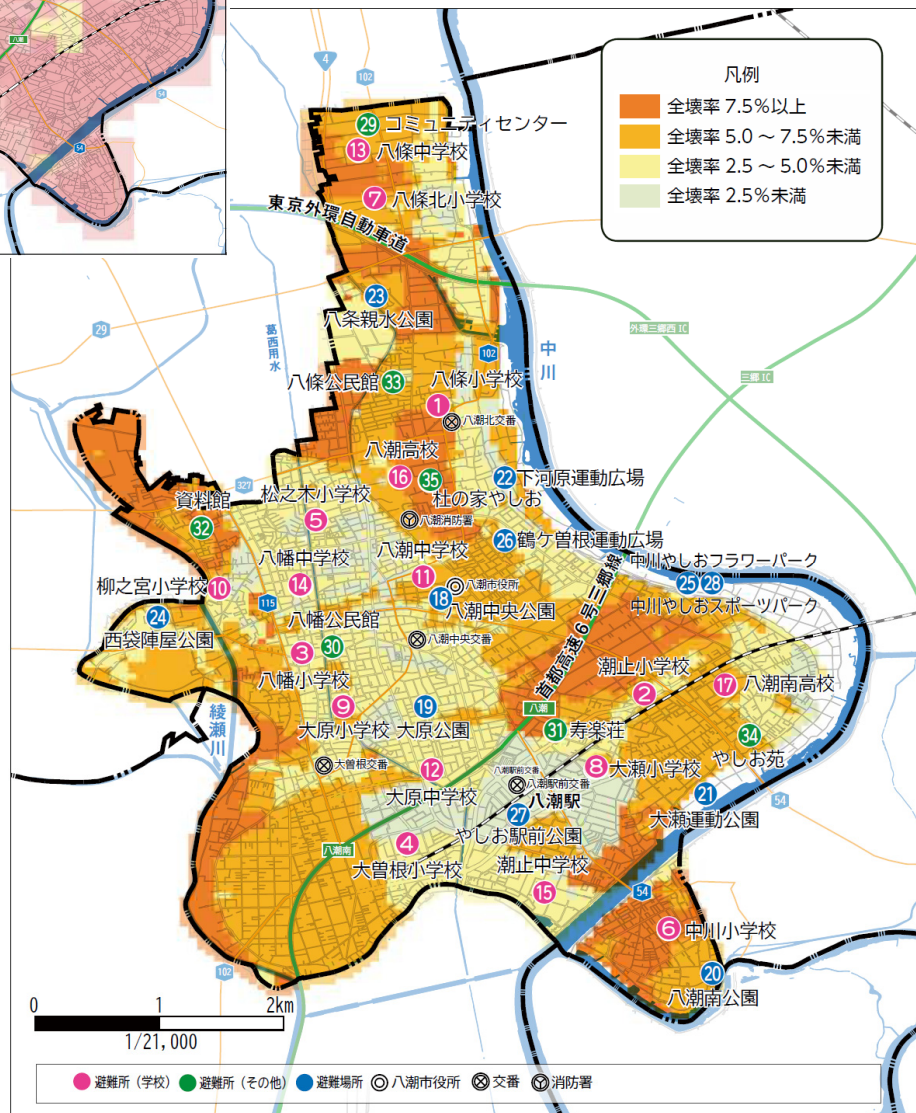 八潮
54
54
凡例
全壊率 7.5%以上
全壊率 5.0 ～ 7.5%未満
全壊率 2.5 ～ 5.0%未満
全壊率 2.5%未満
4
102
29 コミュニティセンター
13 八條中学校
7 八條北小学校
東京外環自動車道
23
八条親水公園
29
葛西用水
中川
外環三郷西 IC
三郷 IC
102
八條小学校
八條公民館 33
1
八潮北交番
八潮高校
16 35
杜の家やしお
22 下河原運動広場
327
松之木小学校
5
資料館
32
八潮消防署
26 鶴ケ曽根運動広場
八幡中学校
14
八潮中学校
11
八潮市役所
18
八潮中央公園
中川やしおフラワーパーク
25 28
中川やしおスポーツパーク
首都高速6号三郷線
柳之宮小学校 10
115
24
西袋陣屋公園
八幡公民館
3 30
八幡小学校
八潮中央交番
潮止小学校
2
17 八潮南高校
綾瀬川
9
大原小学校
19
大原公園
八潮
31 寿楽荘
34
やしお苑
大曽根交番
12
大原中学校
八潮駅前交番
八潮駅前交番
八潮駅
27
やしお駅前公園
8 大瀬小学校
21
大瀬運動公園
54
八潮南
4
大曽根小学校
潮止中学校
15
54
6 中川小学校
20
八潮南公園
102
0 1 2km
1/21,000
避難所（学校） 避難所（その他） 避難場所 八潮市役所 交番 消防署